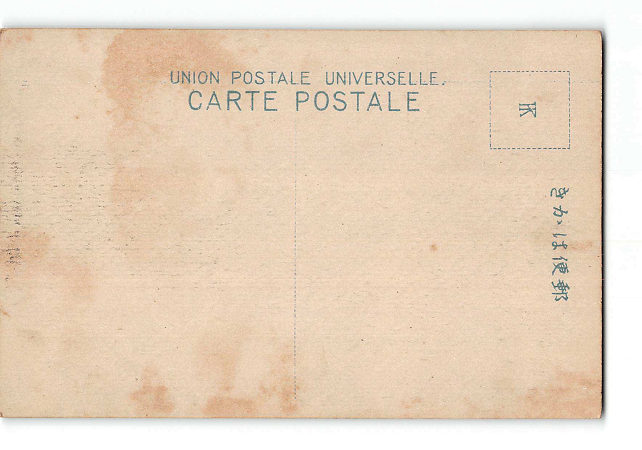 UNION POSTALE UNIVERSELLE.
CARTE POSTALE
郵便はかき